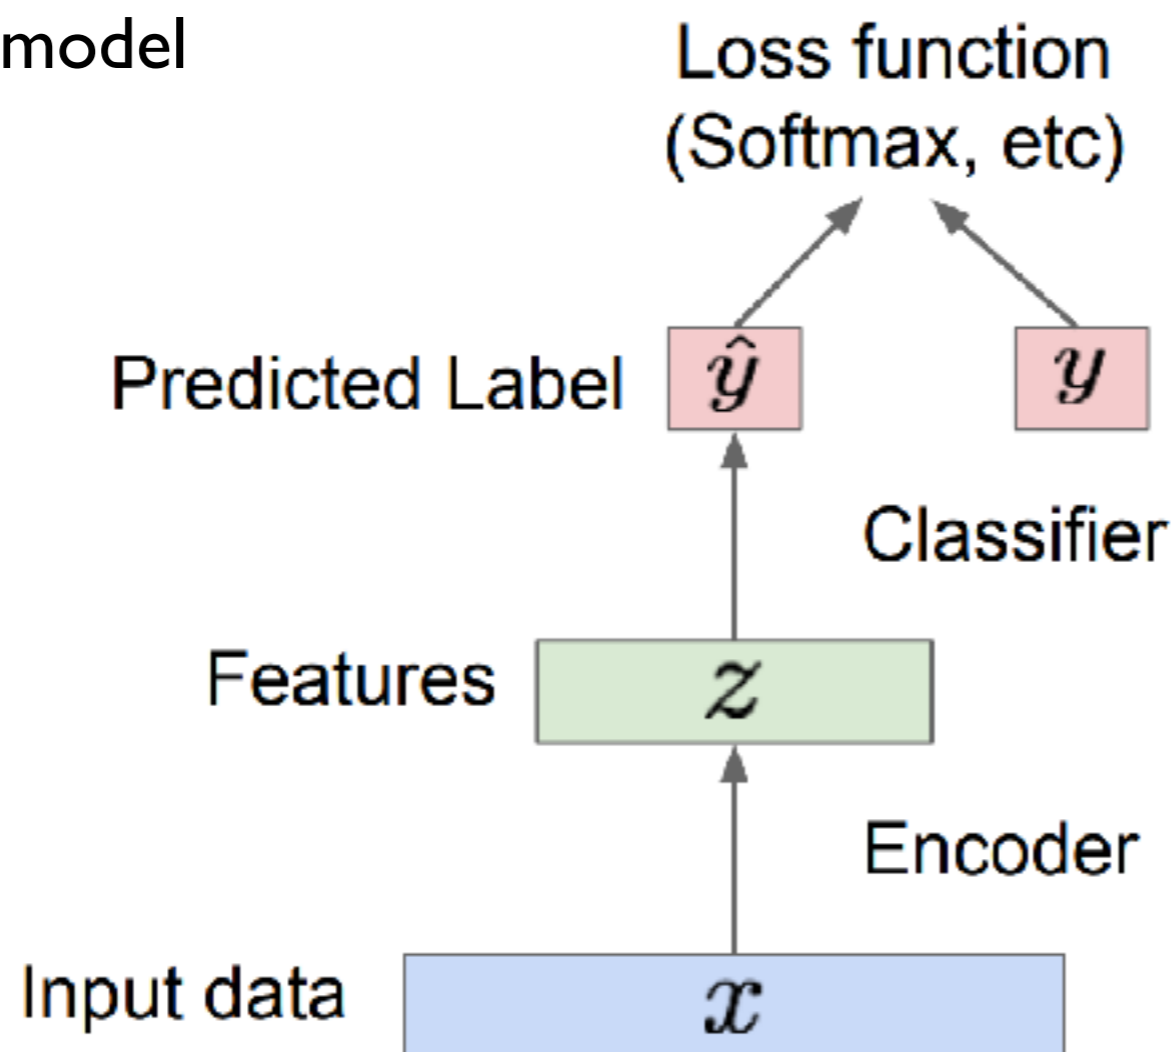 model
Loss function
(Softmax, etc)
Predicted Label
ŷ
y
Classifier
Features
z
Encoder
Input data
x